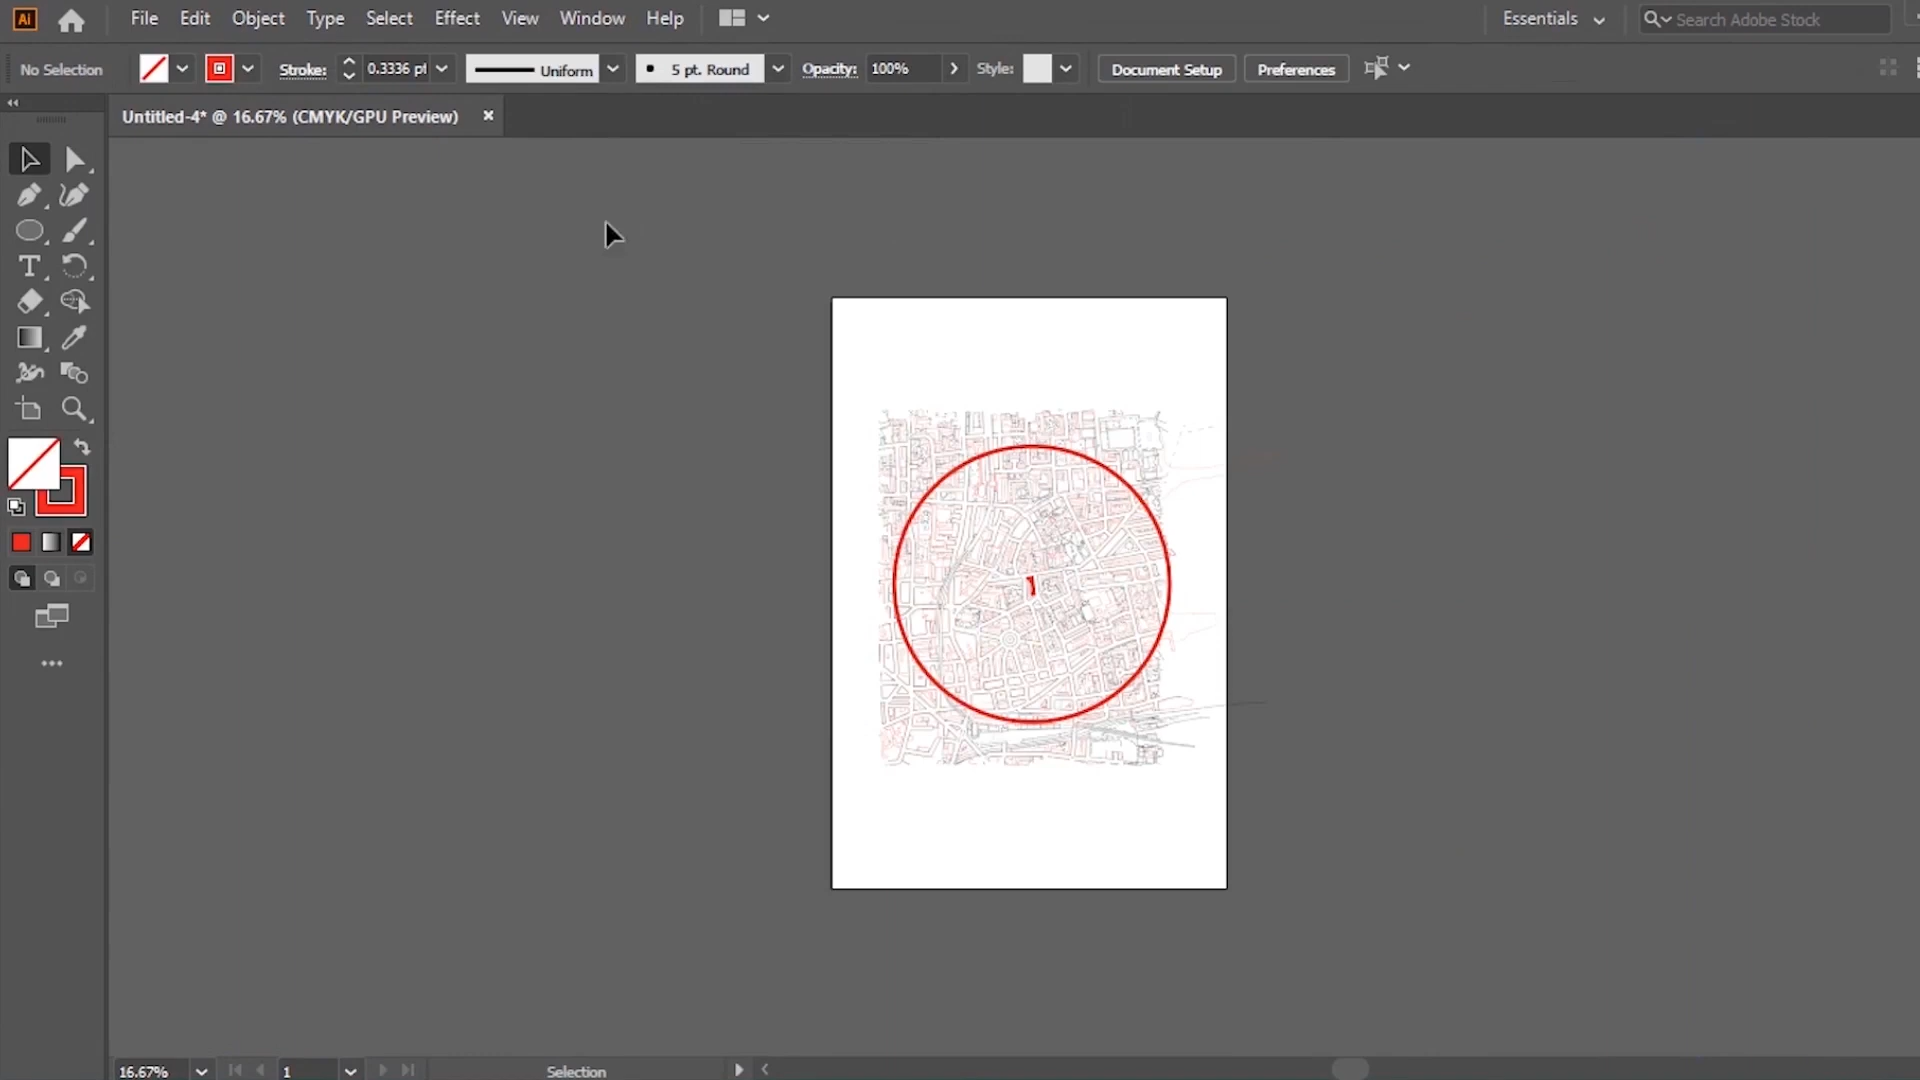 Ai File Edit Object Type Select Effect View Window Help Essentials Search Adobe Stock
No Selection Stroke: 0.3336 pt Uniform 5 pt. Round Opacity: 100% Style: Document Setup Preferences
Untitled-4* @ 16.67% (CMYK/GPU Preview)
16.67% 1 Selection